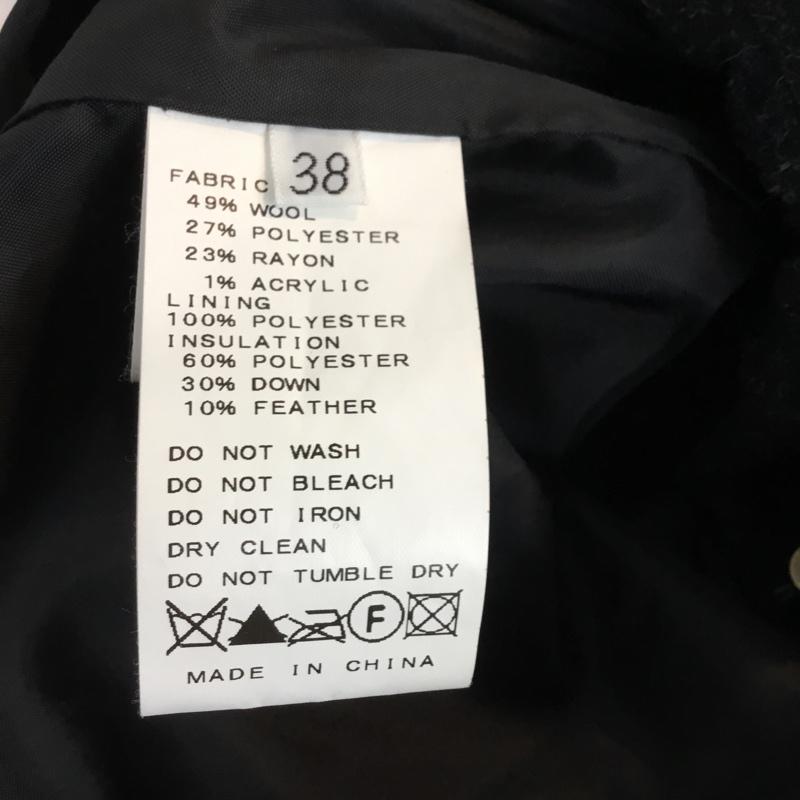 38
FABRIC
49% WOOL
27% POLYESTER
23% RAYON
1% ACRYLIC
LINING
100% POLYESTER
INSULATION
60% POLYESTER
30% DOWN
10% FEATHER
DO NOT WASH
DO NOT BLEACH
DO NOT IRON
DRY CLEAN
DO NOT TUMBLE DRY
F
MADE IN CHINA